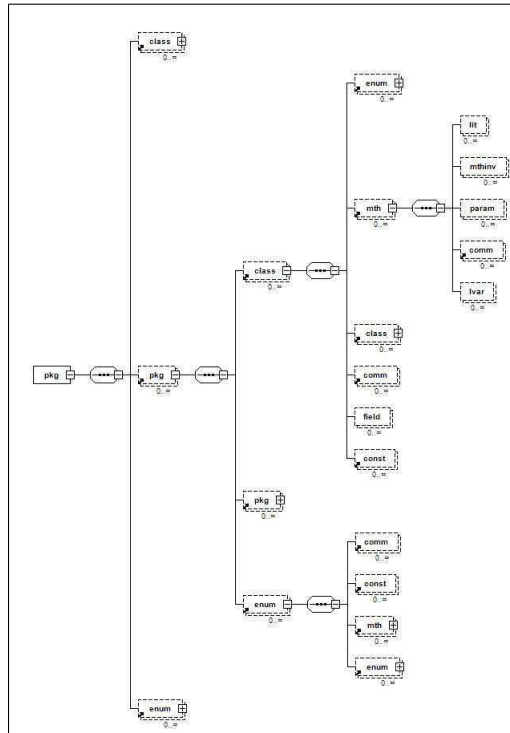 class
0..∞
enum
0..∞
lit
0..∞
mthinv
0..∞
mth
0..∞
param
0..∞
comm
0..∞
class
0..∞
lvar
0..∞
class
0..∞
comm
0..∞
pkg
pkg
0..∞
field
0..∞
const
0..∞
pkg
0..∞
comm
0..∞
const
0..∞
enum
0..∞
mth
0..∞
enum
0..∞
enum
0..∞